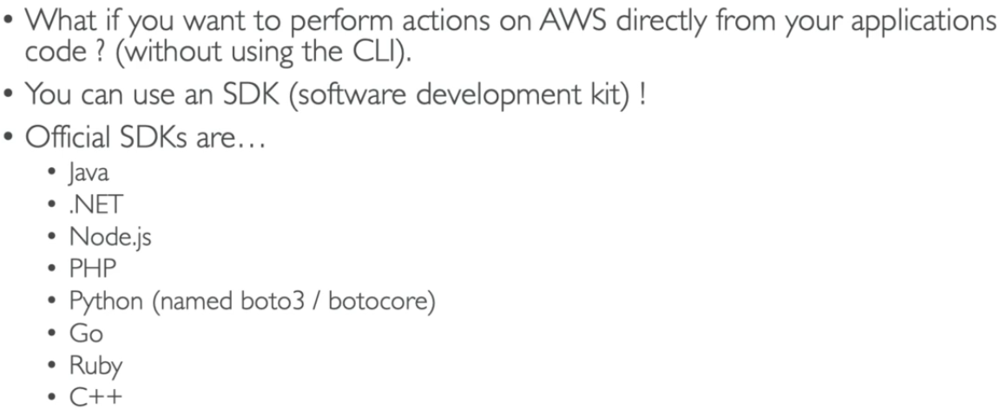 • What if you want to perform actions on AWS directly from your applications
code ? (without using the CLI).
• You can use an SDK (software development kit) !
• Official SDKs are…
• Java
• .NET
• Node.js
• PHP
• Python (named boto3 / botocore)
• Go
• Ruby
• C++